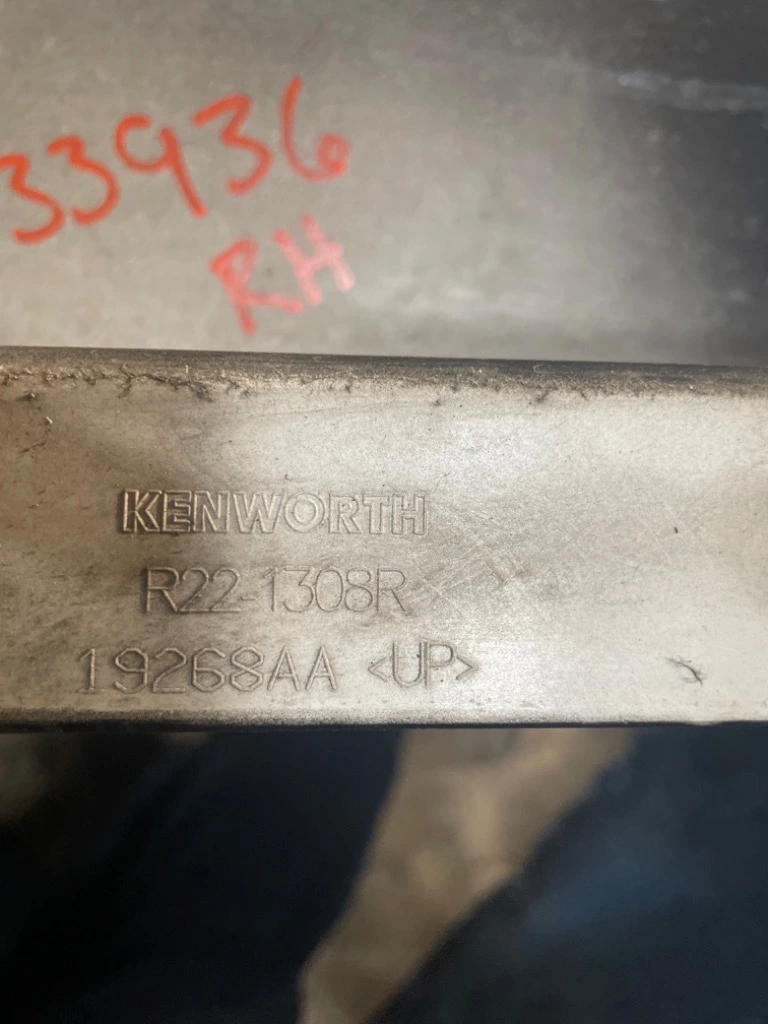 33936
RH
KENWORTH
R22-1308R
19268AA <UP>